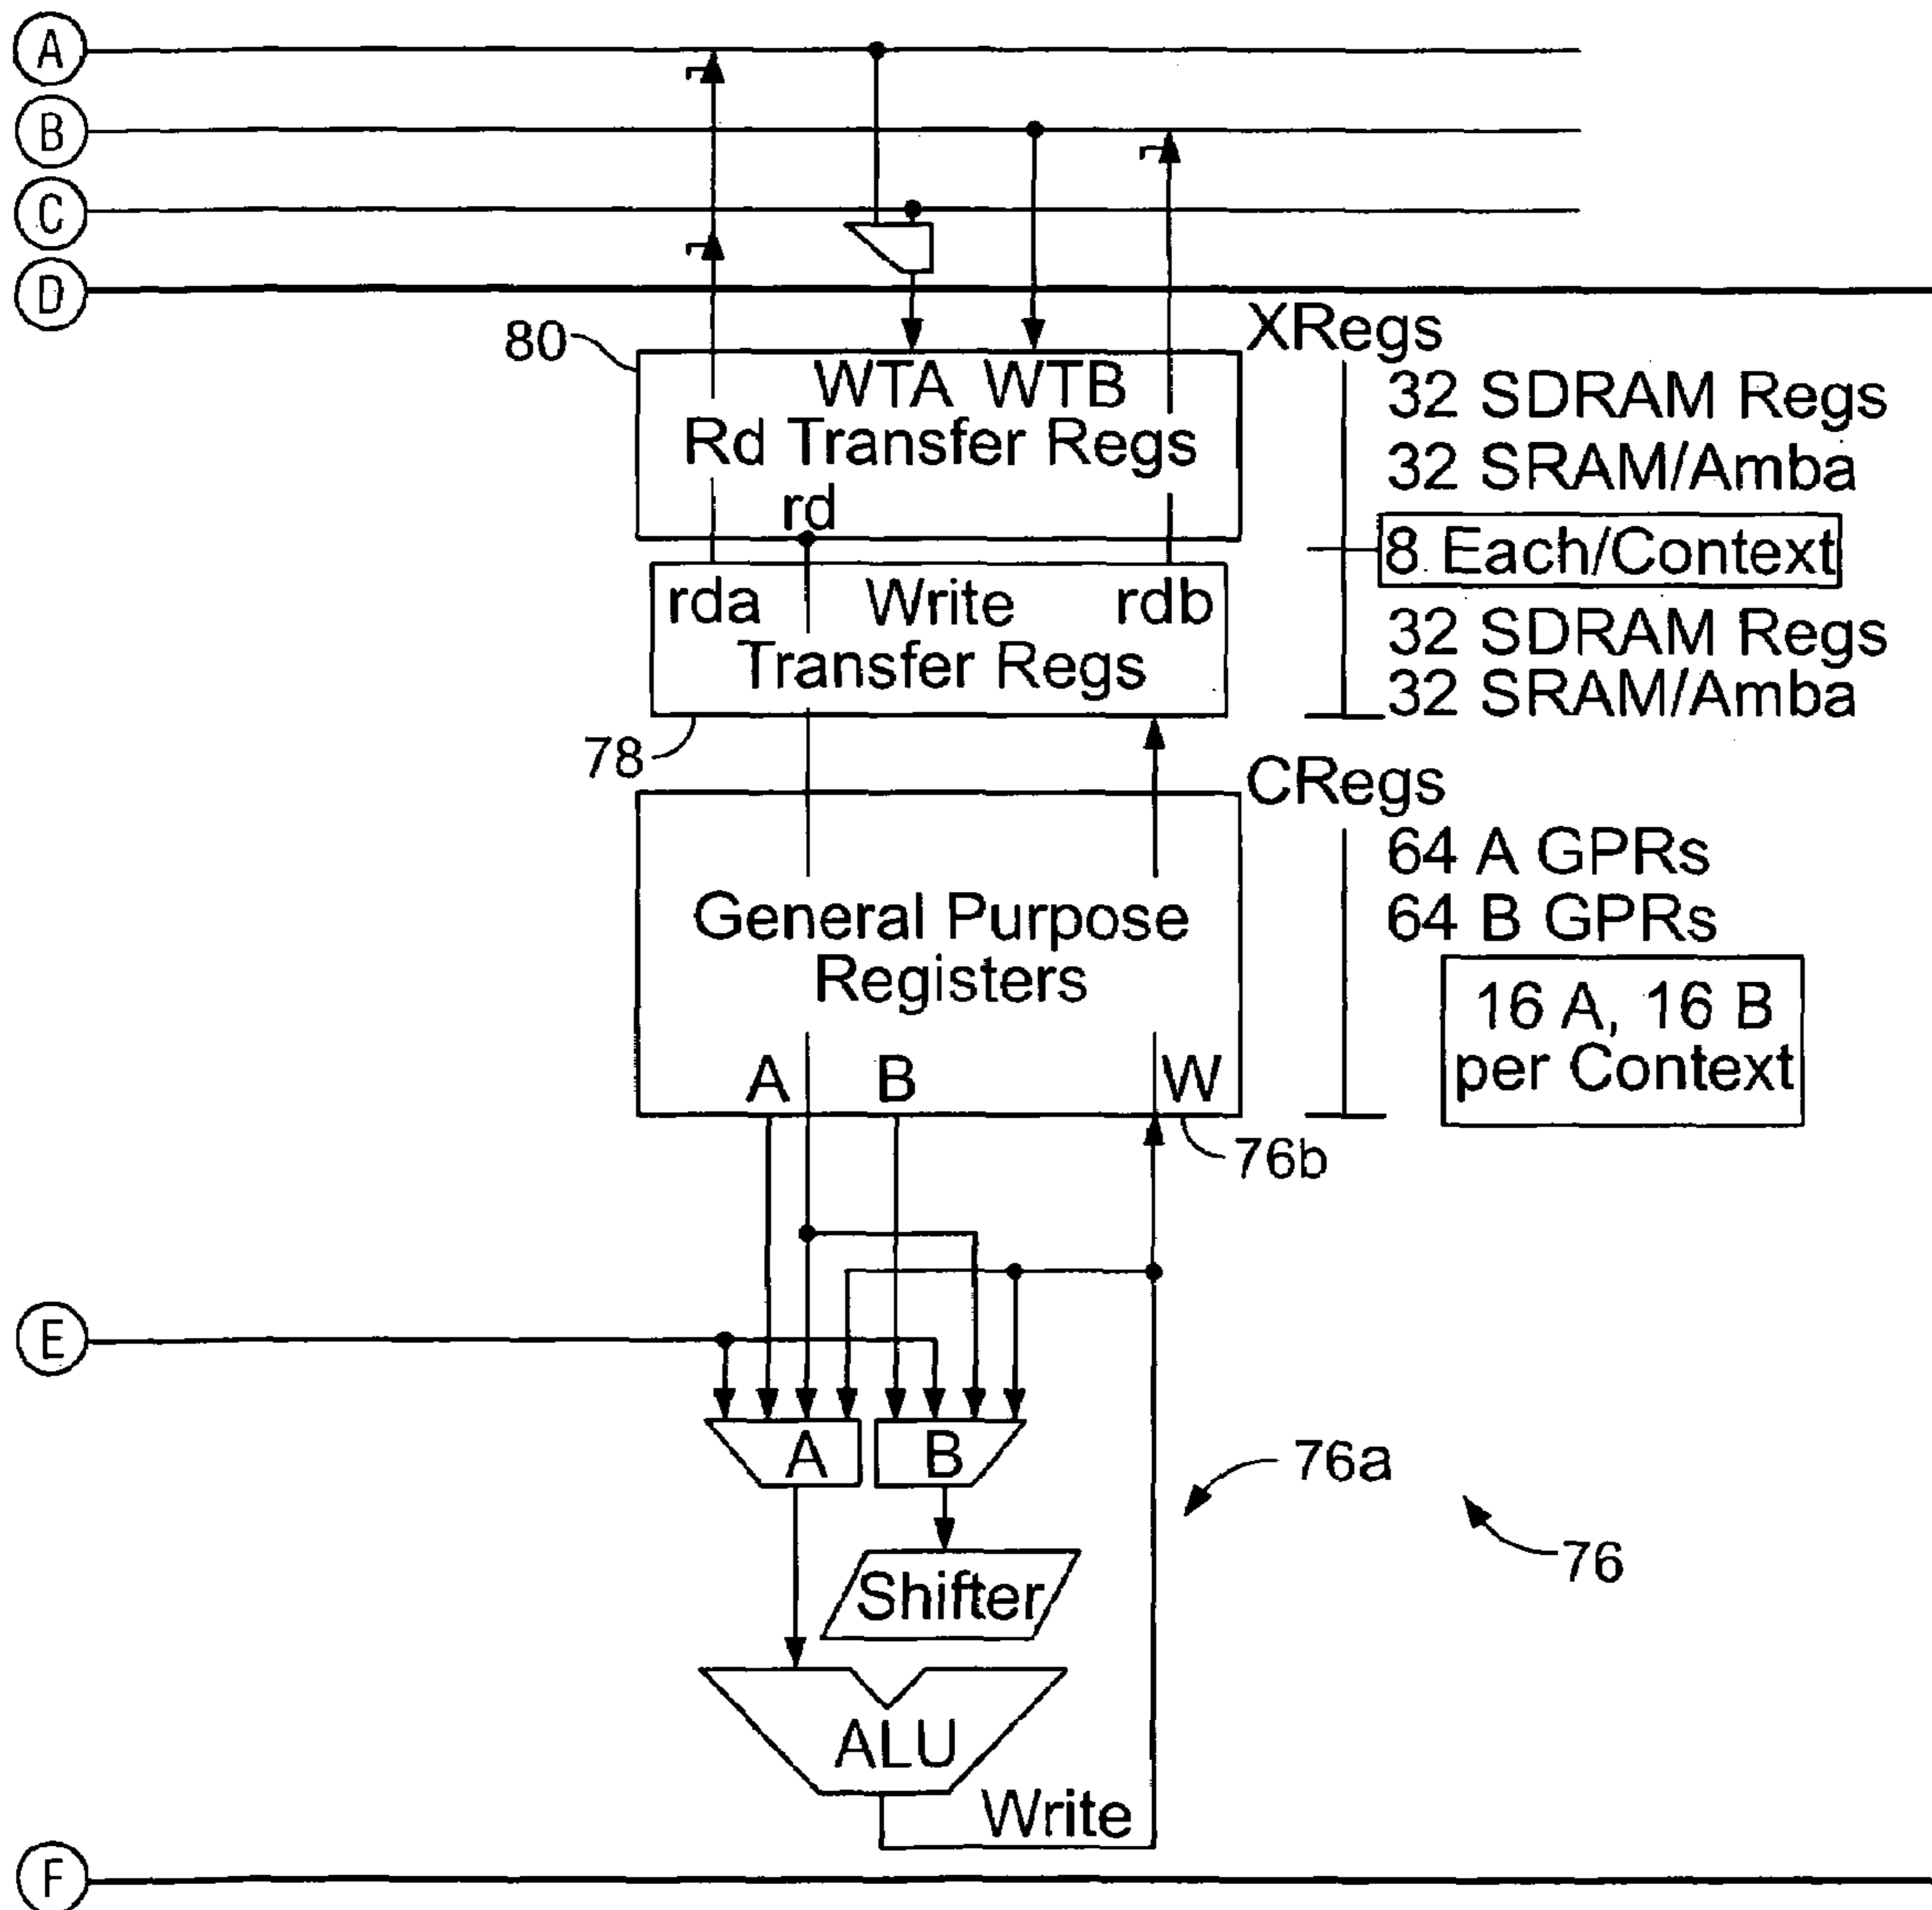 A
B
C
D
80
XRegs
WTA WTB
Rd Transfer Regs
rd
32 SDRAM Regs
32 SRAM/Amba
8 Each/Context
rda Write rdb
Transfer Regs
32 SDRAM Regs
32 SRAM/Amba
78
CRegs
General Purpose
Registers
64 A GPRs
64 B GPRs
16 A, 16 B
per Context
A B W
76b
E
A B
76a
76
Shifter
ALU
Write
F